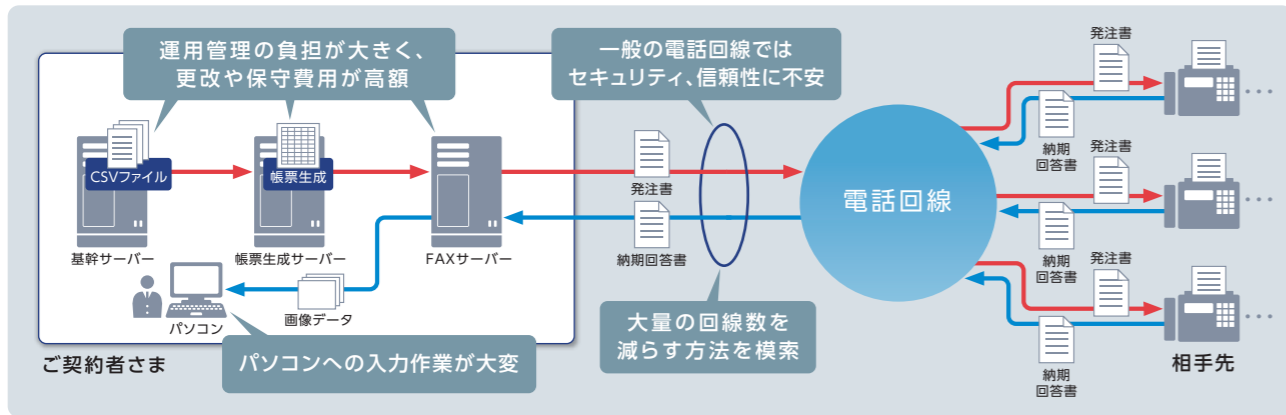 運用管理の負担が大きく、
更改や保守費用が高額
一般の電話回線では
セキュリティ、信頼性に不安
CSVファイル
帳票生成
基幹サーバー
帳票生成サーバー
FAXサーバー
発注書
納期回答書
電話回線
発注書
納期
回答書
発注書
納期
回答書
発注書
納期
回答書
パソコン
画像データ
パソコンへの入力作業が大変
大量の回線数を
減らす方法を模索
ご契約者さま
相手先